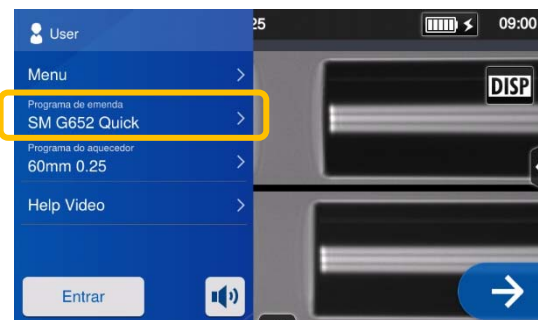 User
25
09:00
Menu
DISP
Programa de emenda
SM G652 Quick
Programa do aquecedor
60mm 0.25
Help Video
Entrar